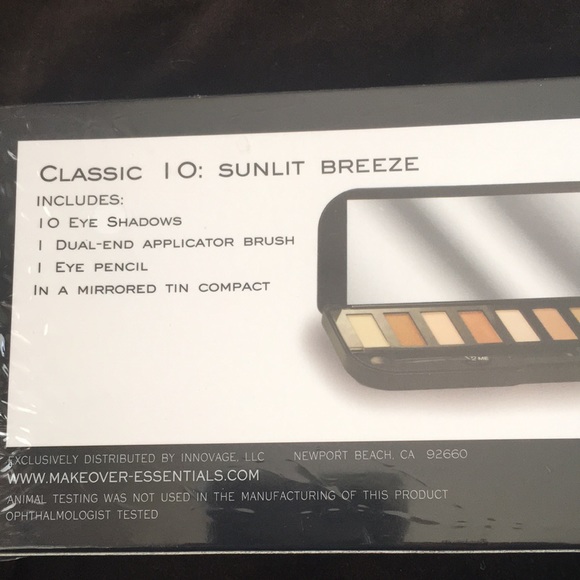 CLASSIC 10: SUNLIT BREEZE
INCLUDES:
10 EYE SHADOWS
1 DUAL-END APPLICATOR BRUSH
1 EYE PENCIL
IN A MIRRORED TIN COMPACT
EXCLUSIVELY DISTRIBUTED BY INNOVAGE, LLC NEWPORT BEACH, CA 92660
WWW.MAKEOVER-ESSENTIALS.COM
ANIMAL TESTING WAS NOT USED IN THE MANUFACTURING OF THIS PRODUCT
OPHTHALMOLOGIST TESTED